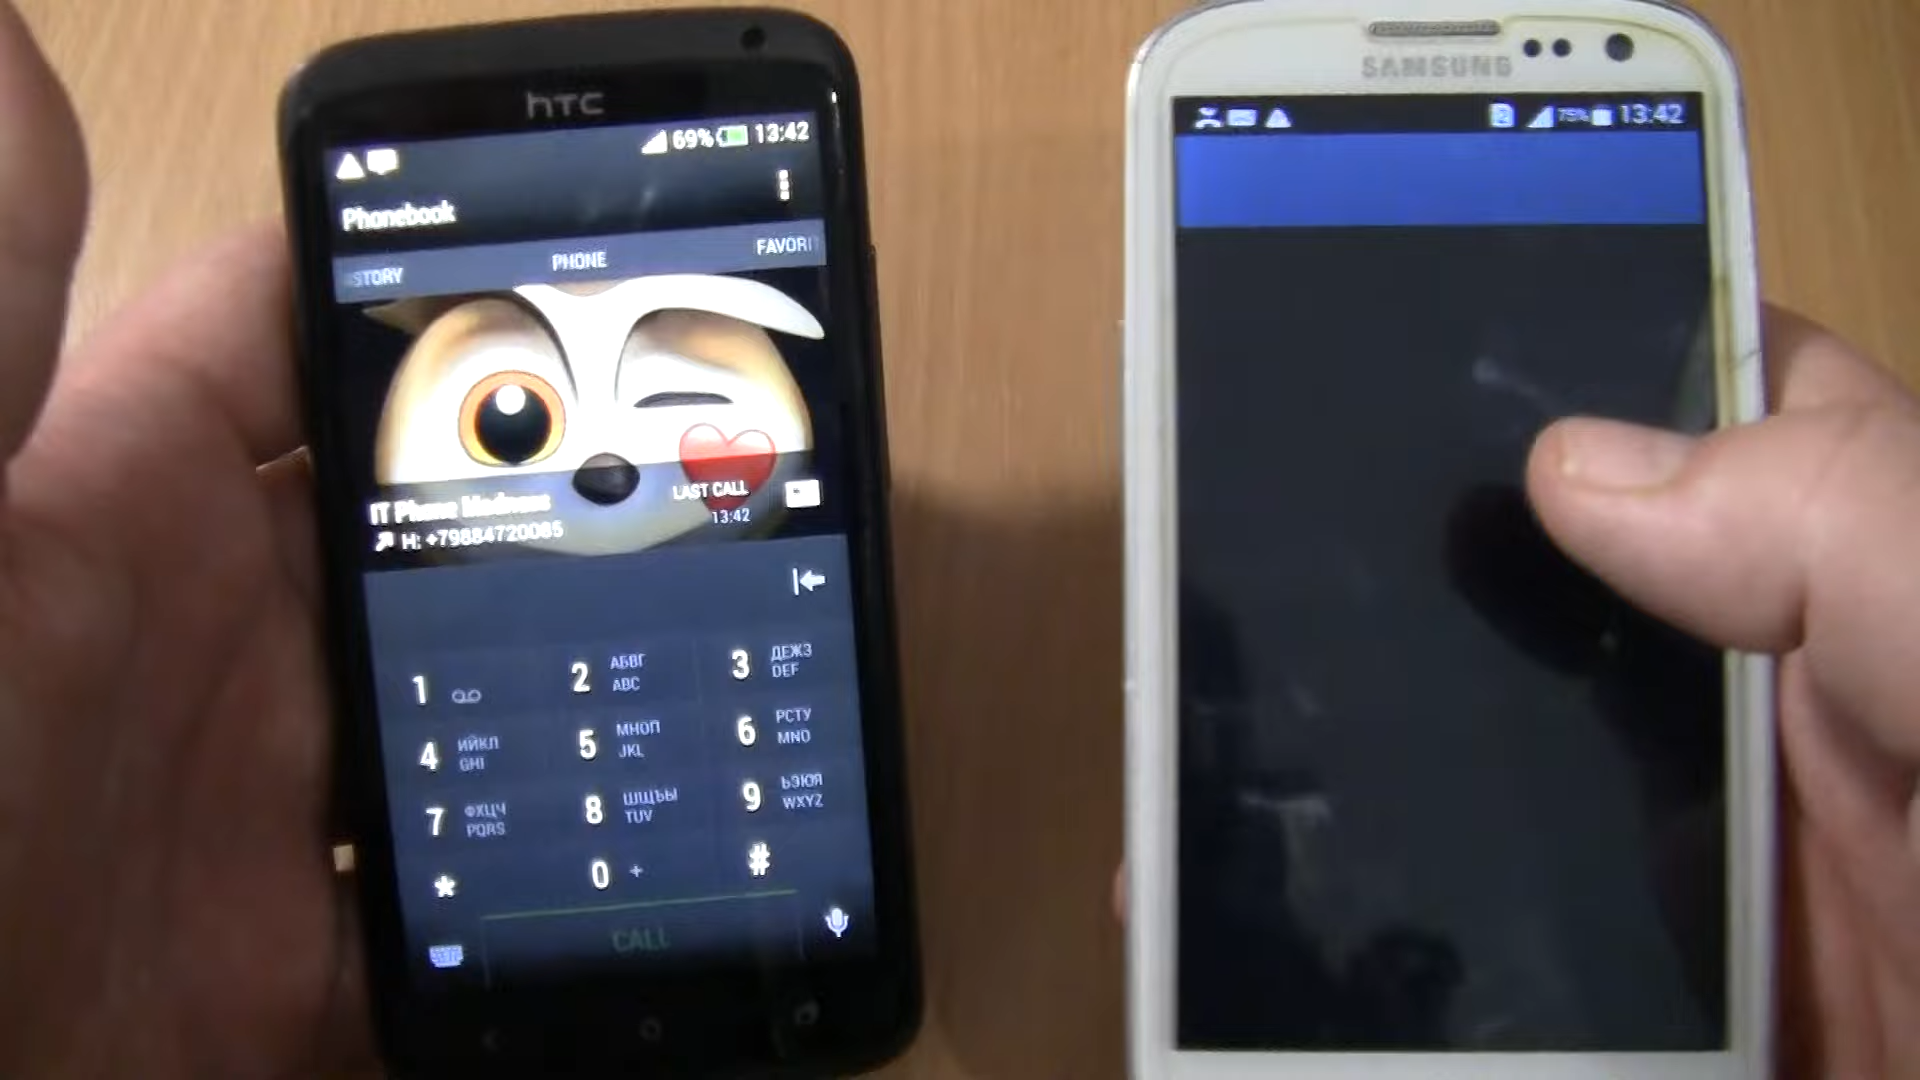 hTC
69% 13:42
Phonebook
STORY PHONE FAVORI
IT Phone Madness
LAST CALL
13:42
H: +79884720085
1
2 АБВГ
ABC
3 ДЕЖЗ
DEF
4 ИЙКЛ
GHI
5 МНОП
JKL
6 РСТУ
MNO
7 ФХЦЧ
PQRS
8 ШЩЪЫ
TUV
9 ЬЭЮЯ
WXYZ
*
0 +
#
CALL
SAMSUNG
2 75% 13:42